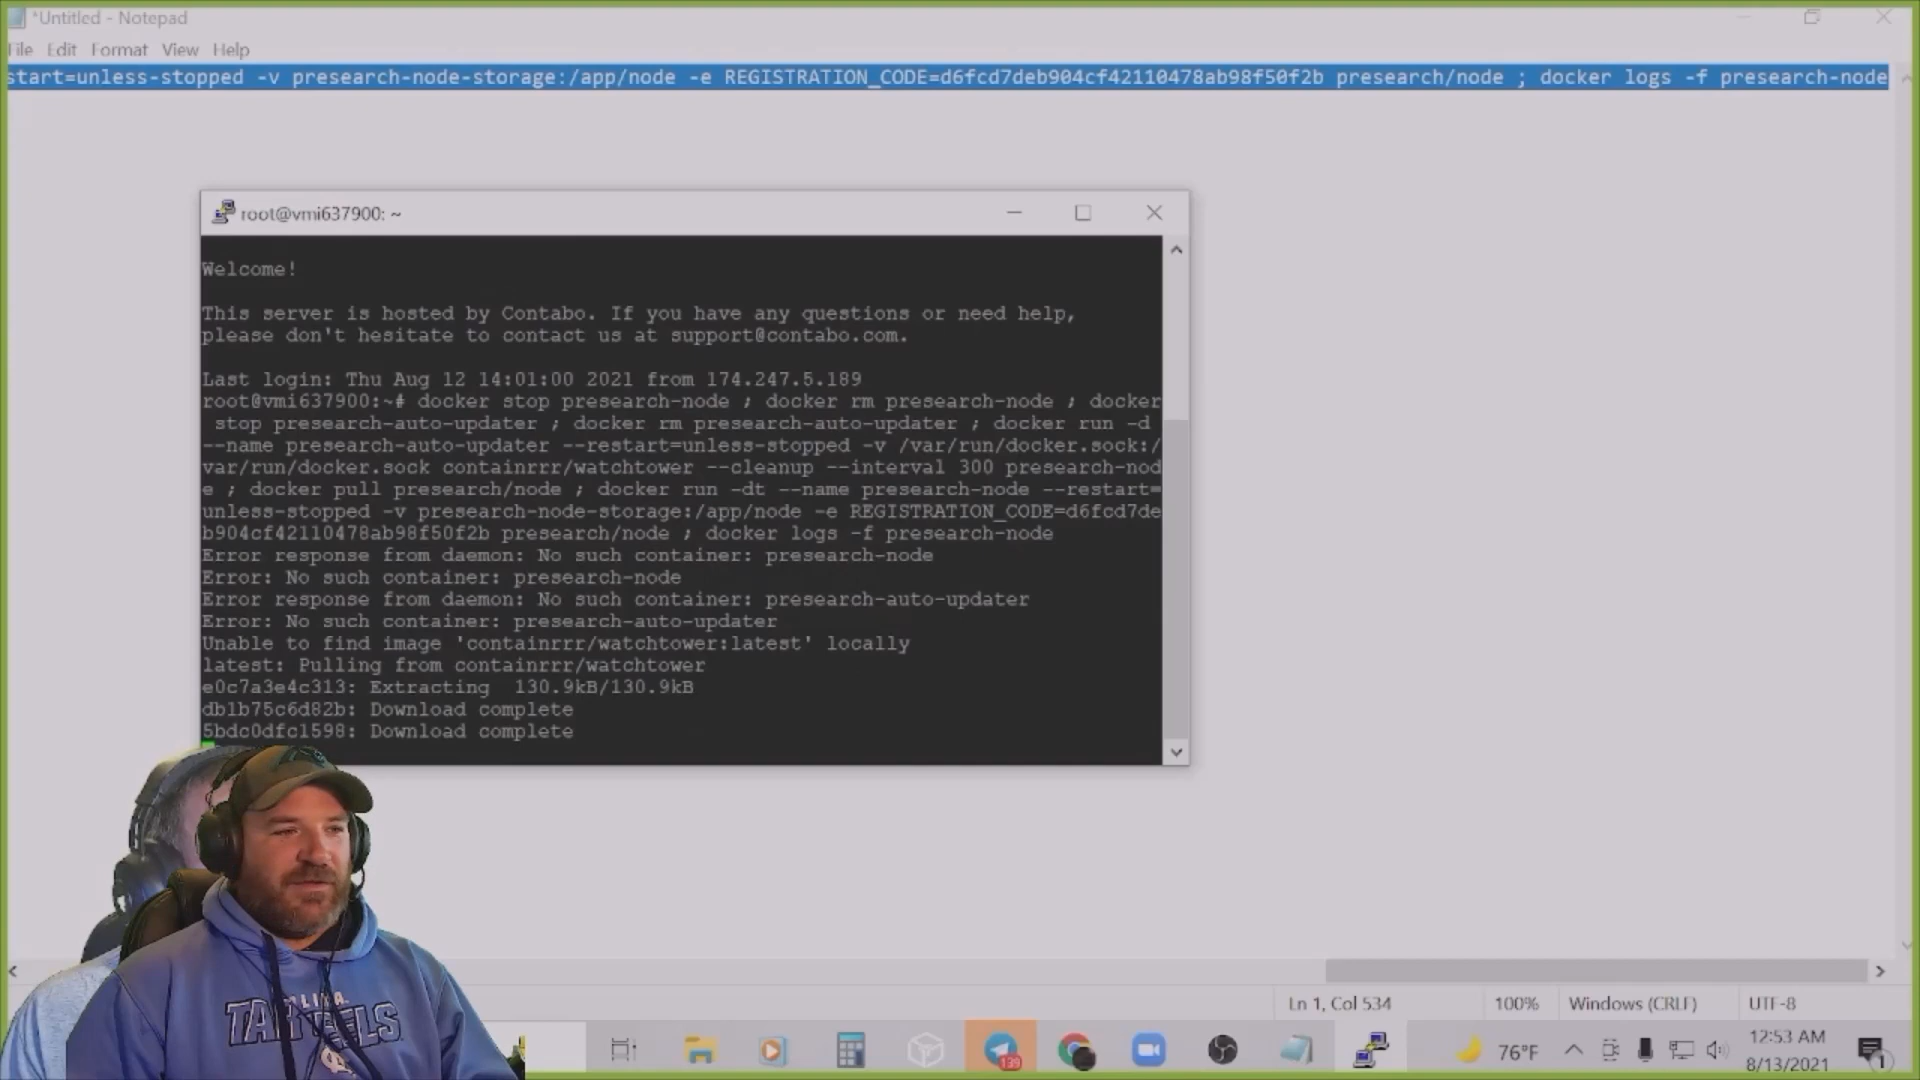 *Untitled - Notepad
File Edit Format View Help
start=unless-stopped -v presearch-node-storage:/app/node -e REGISTRATION_CODE=d6fcd7deb904cf42110478ab98f50f2b presearch/node ; docker logs -f presearch-node
root@vmi637900: ~
Welcome!
This server is hosted by Contabo. If you have any questions or need help,
please don't hesitate to contact us at support@contabo.com.
Last login: Thu Aug 12 14:01:00 2021 from 174.247.5.189
root@vmi637900:~# docker stop presearch-node ; docker rm presearch-node ; docker
stop presearch-auto-updater ; docker rm presearch-auto-updater ; docker run -d
--name presearch-auto-updater --restart=unless-stopped -v /var/run/docker.sock:/
var/run/docker.sock containrrr/watchtower --cleanup --interval 300 presearch-nod
e ; docker pull presearch/node ; docker run -dt --name presearch-node --restart=
unless-stopped -v presearch-node-storage:/app/node -e REGISTRATION_CODE=d6fcd7de
b904cf42110478ab98f50f2b presearch/node ; docker logs -f presearch-node
Error response from daemon: No such container: presearch-node
Error: No such container: presearch-node
Error response from daemon: No such container: presearch-auto-updater
Error: No such container: presearch-auto-updater
Unable to find image 'containrrr/watchtower:latest' locally
latest: Pulling from containrrr/watchtower
e0c7a3e4c313: Extracting 130.9kB/130.9kB
db1b75c6d82b: Download complete
5bdc0dfc1598: Download complete
TAR HEELS
Ln 1, Col 534
100%
Windows (CRLF)
UTF-8
139
76°F
12:53 AM
8/13/2021
1